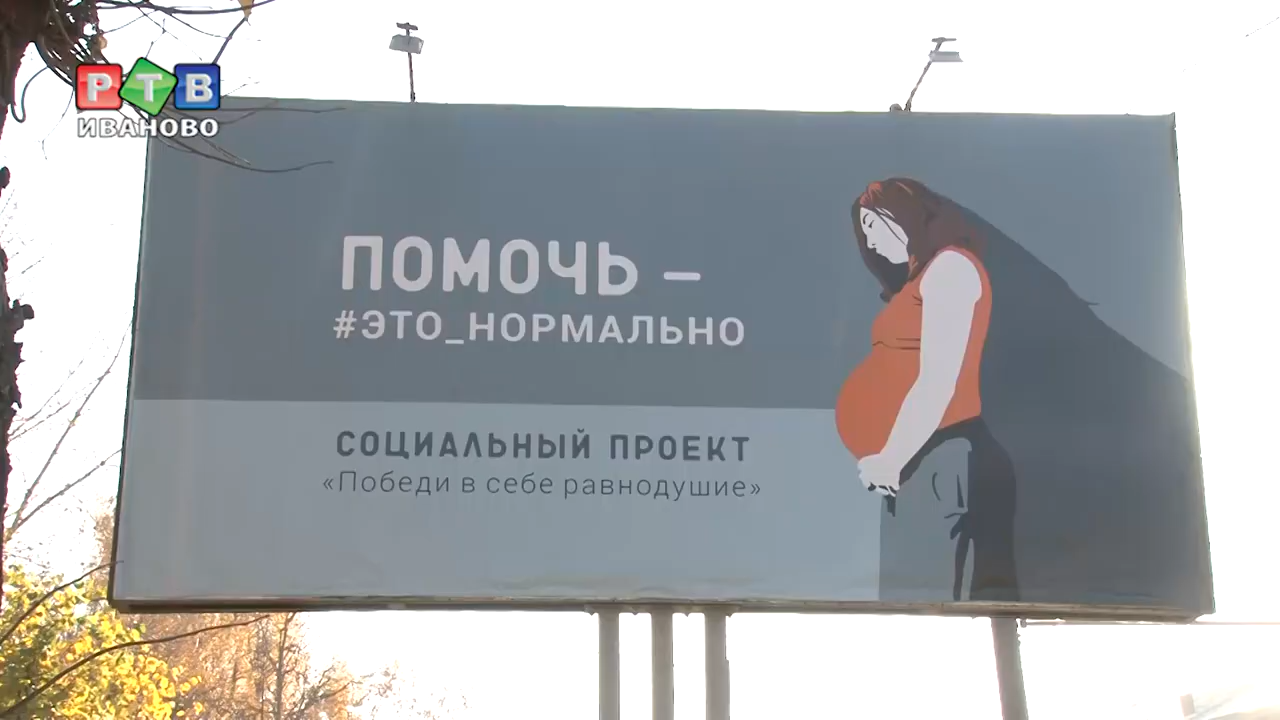 РТВ
ИВАНОВО
ПОМОЧЬ –
#ЭТО_НОРМАЛЬНО
СОЦИАЛЬНЫЙ ПРОЕКТ
«Победи в себе равнодушие»